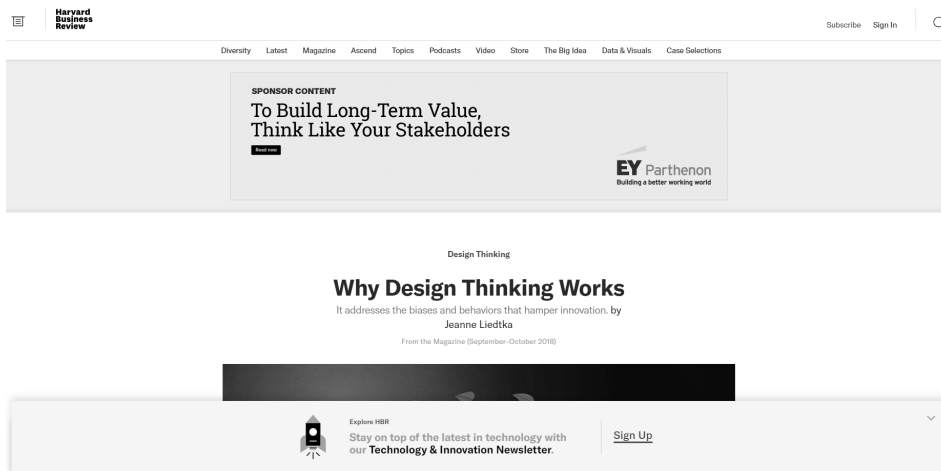 Harvard
Business
Review
Subscribe Sign In
Diversity Latest Magazine Ascend Topics Podcasts Video Store The Big Idea Data & Visuals Case Selections
SPONSOR CONTENT
To Build Long-Term Value,
Think Like Your Stakeholders
Read now
EY Parthenon
Building a better working world
Design Thinking
Why Design Thinking Works
It addresses the biases and behaviors that hamper innovation. by
Jeanne Liedtka
From the Magazine (September-October 2018)
Explore HBR
Stay on top of the latest in technology with
our Technology & Innovation Newsletter.
Sign Up